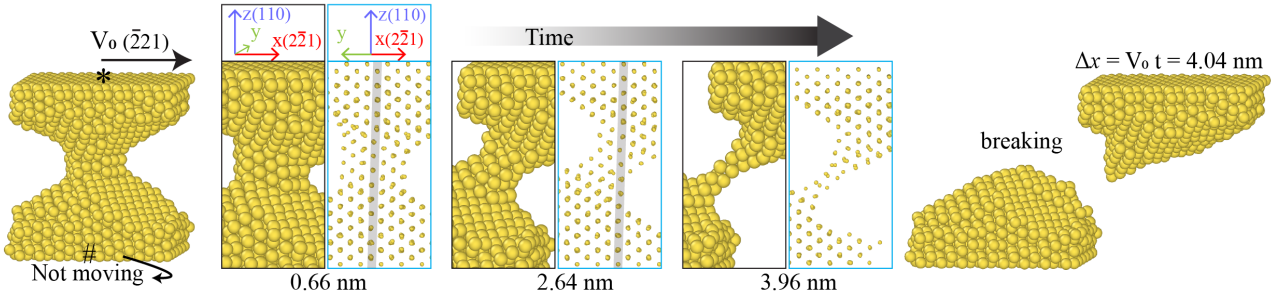 V₀ (2̄21)
*
#
Not moving
z(110)
y
x(22̄1)
z(110)
y
x(22̄1)
Time
0.66 nm
2.64 nm
3.96 nm
breaking
Δx = V₀ t = 4.04 nm